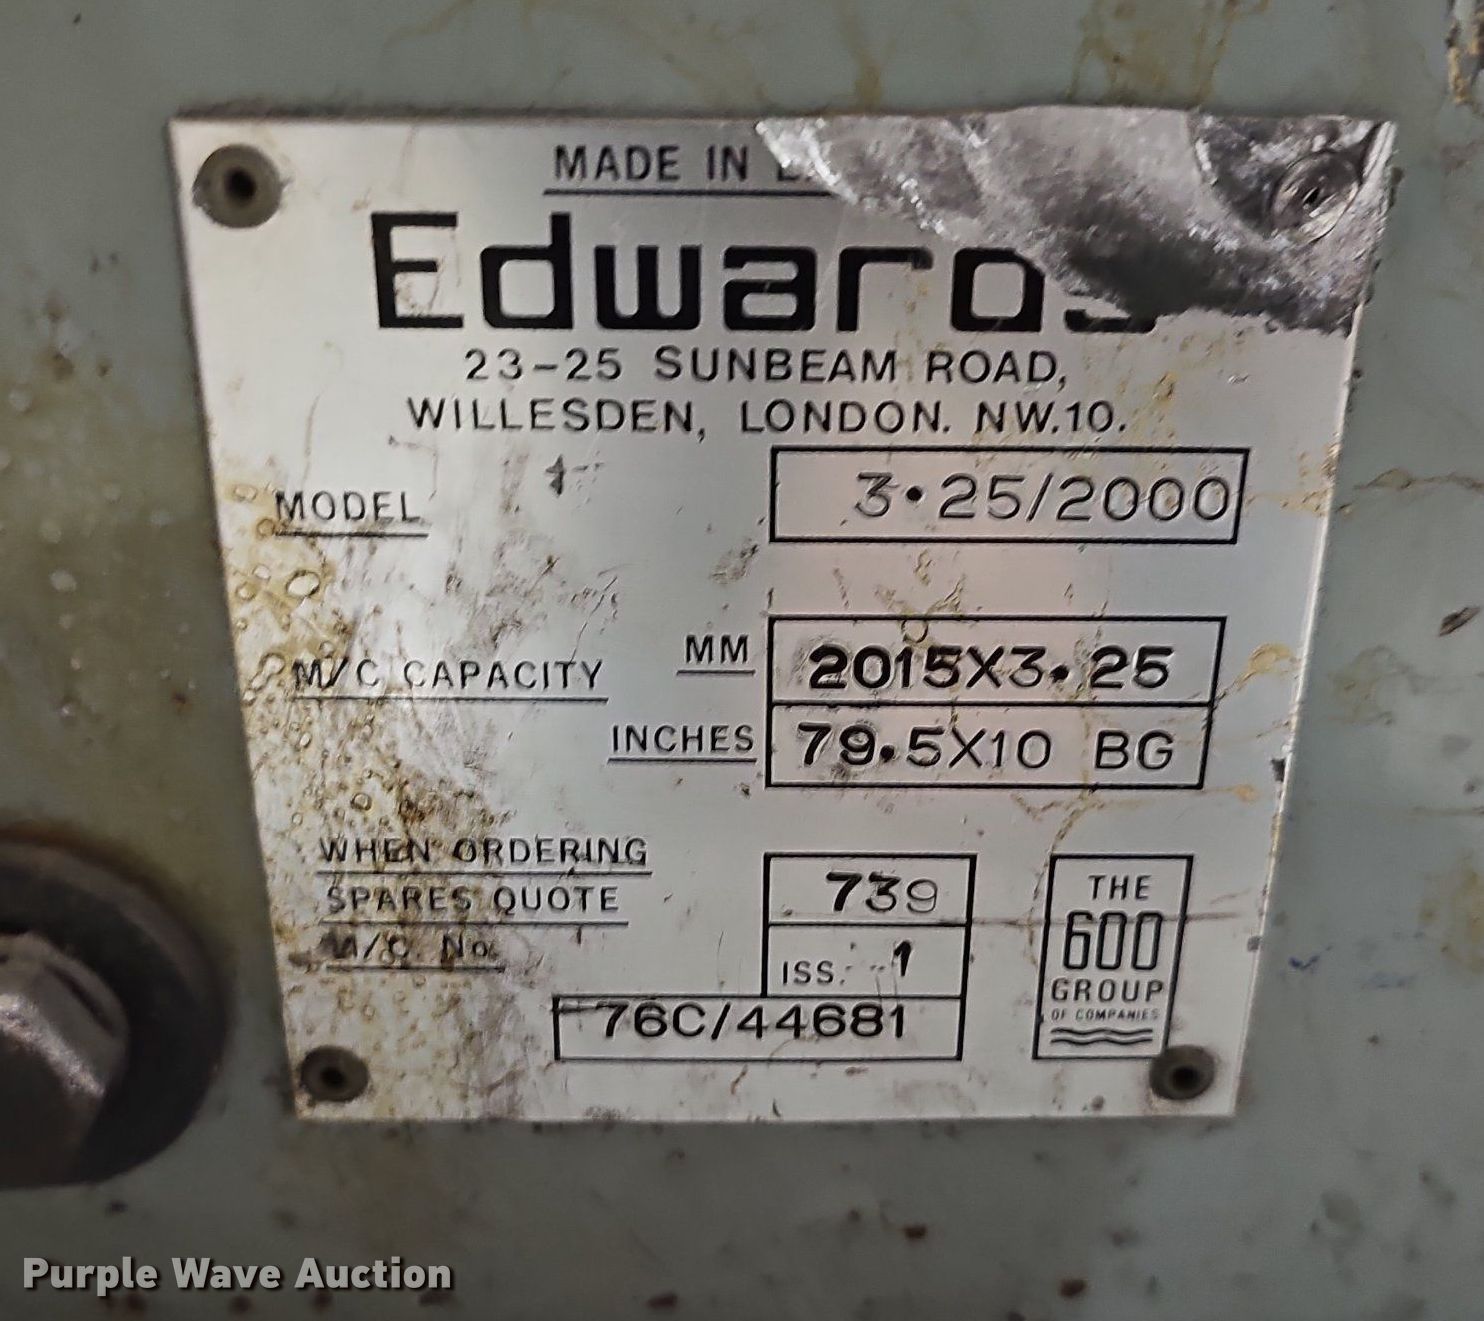 MADE IN
Edwards
23-25 SUNBEAM ROAD,
WILLESDEN, LONDON. NW.10.
MODEL 3·25/2000
M/C CAPACITY MM 2015X3.25
INCHES 79.5X10 BG
WHEN ORDERING
SPARES QUOTE
M/C. No.
739
ISS: 1
76C/44681
THE
600
GROUP
OF COMPANIES
Purple Wave Auction